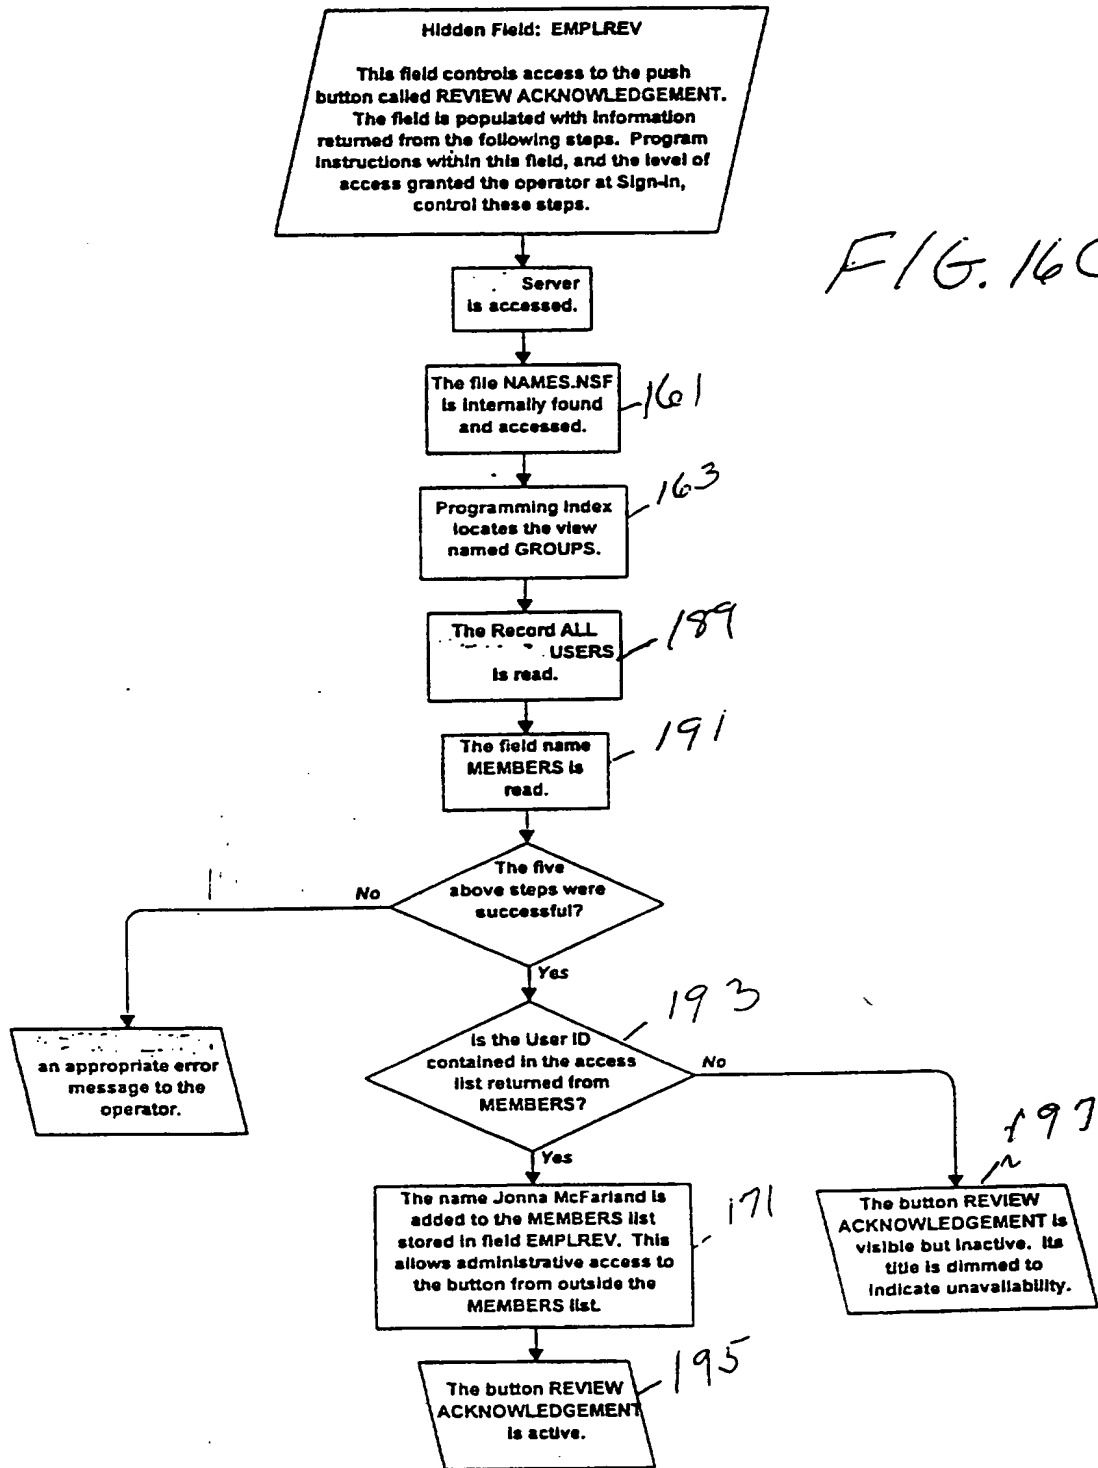 Hidden Field: EMPLREV
This field controls access to the push
button called REVIEW ACKNOWLEDGEMENT.
The field is populated with information
returned from the following steps. Program
instructions within this field, and the level of
access granted the operator at Sign-in,
control these steps.
FIG. 16C
Server
is accessed.
The file NAMES.NSF
is internally found
and accessed.
161
Programming Index
locates the view
named GROUPS.
163
The Record ALL
USERS
is read.
189
The field name
MEMBERS is
read.
191
The five
above steps were
successful?
No
Yes
an appropriate error
message to the
operator.
Is the User ID
contained in the access
list returned from
MEMBERS?
193
No
Yes
The name Jonna McFarland is
added to the MEMBERS list
stored in field EMPLREV. This
allows administrative access to
the button from outside the
MEMBERS list.
171
The button REVIEW
ACKNOWLEDGEMENT is
visible but inactive. Its
title is dimmed to
indicate unavailability.
197
The button REVIEW
ACKNOWLEDGEMENT
is active.
195